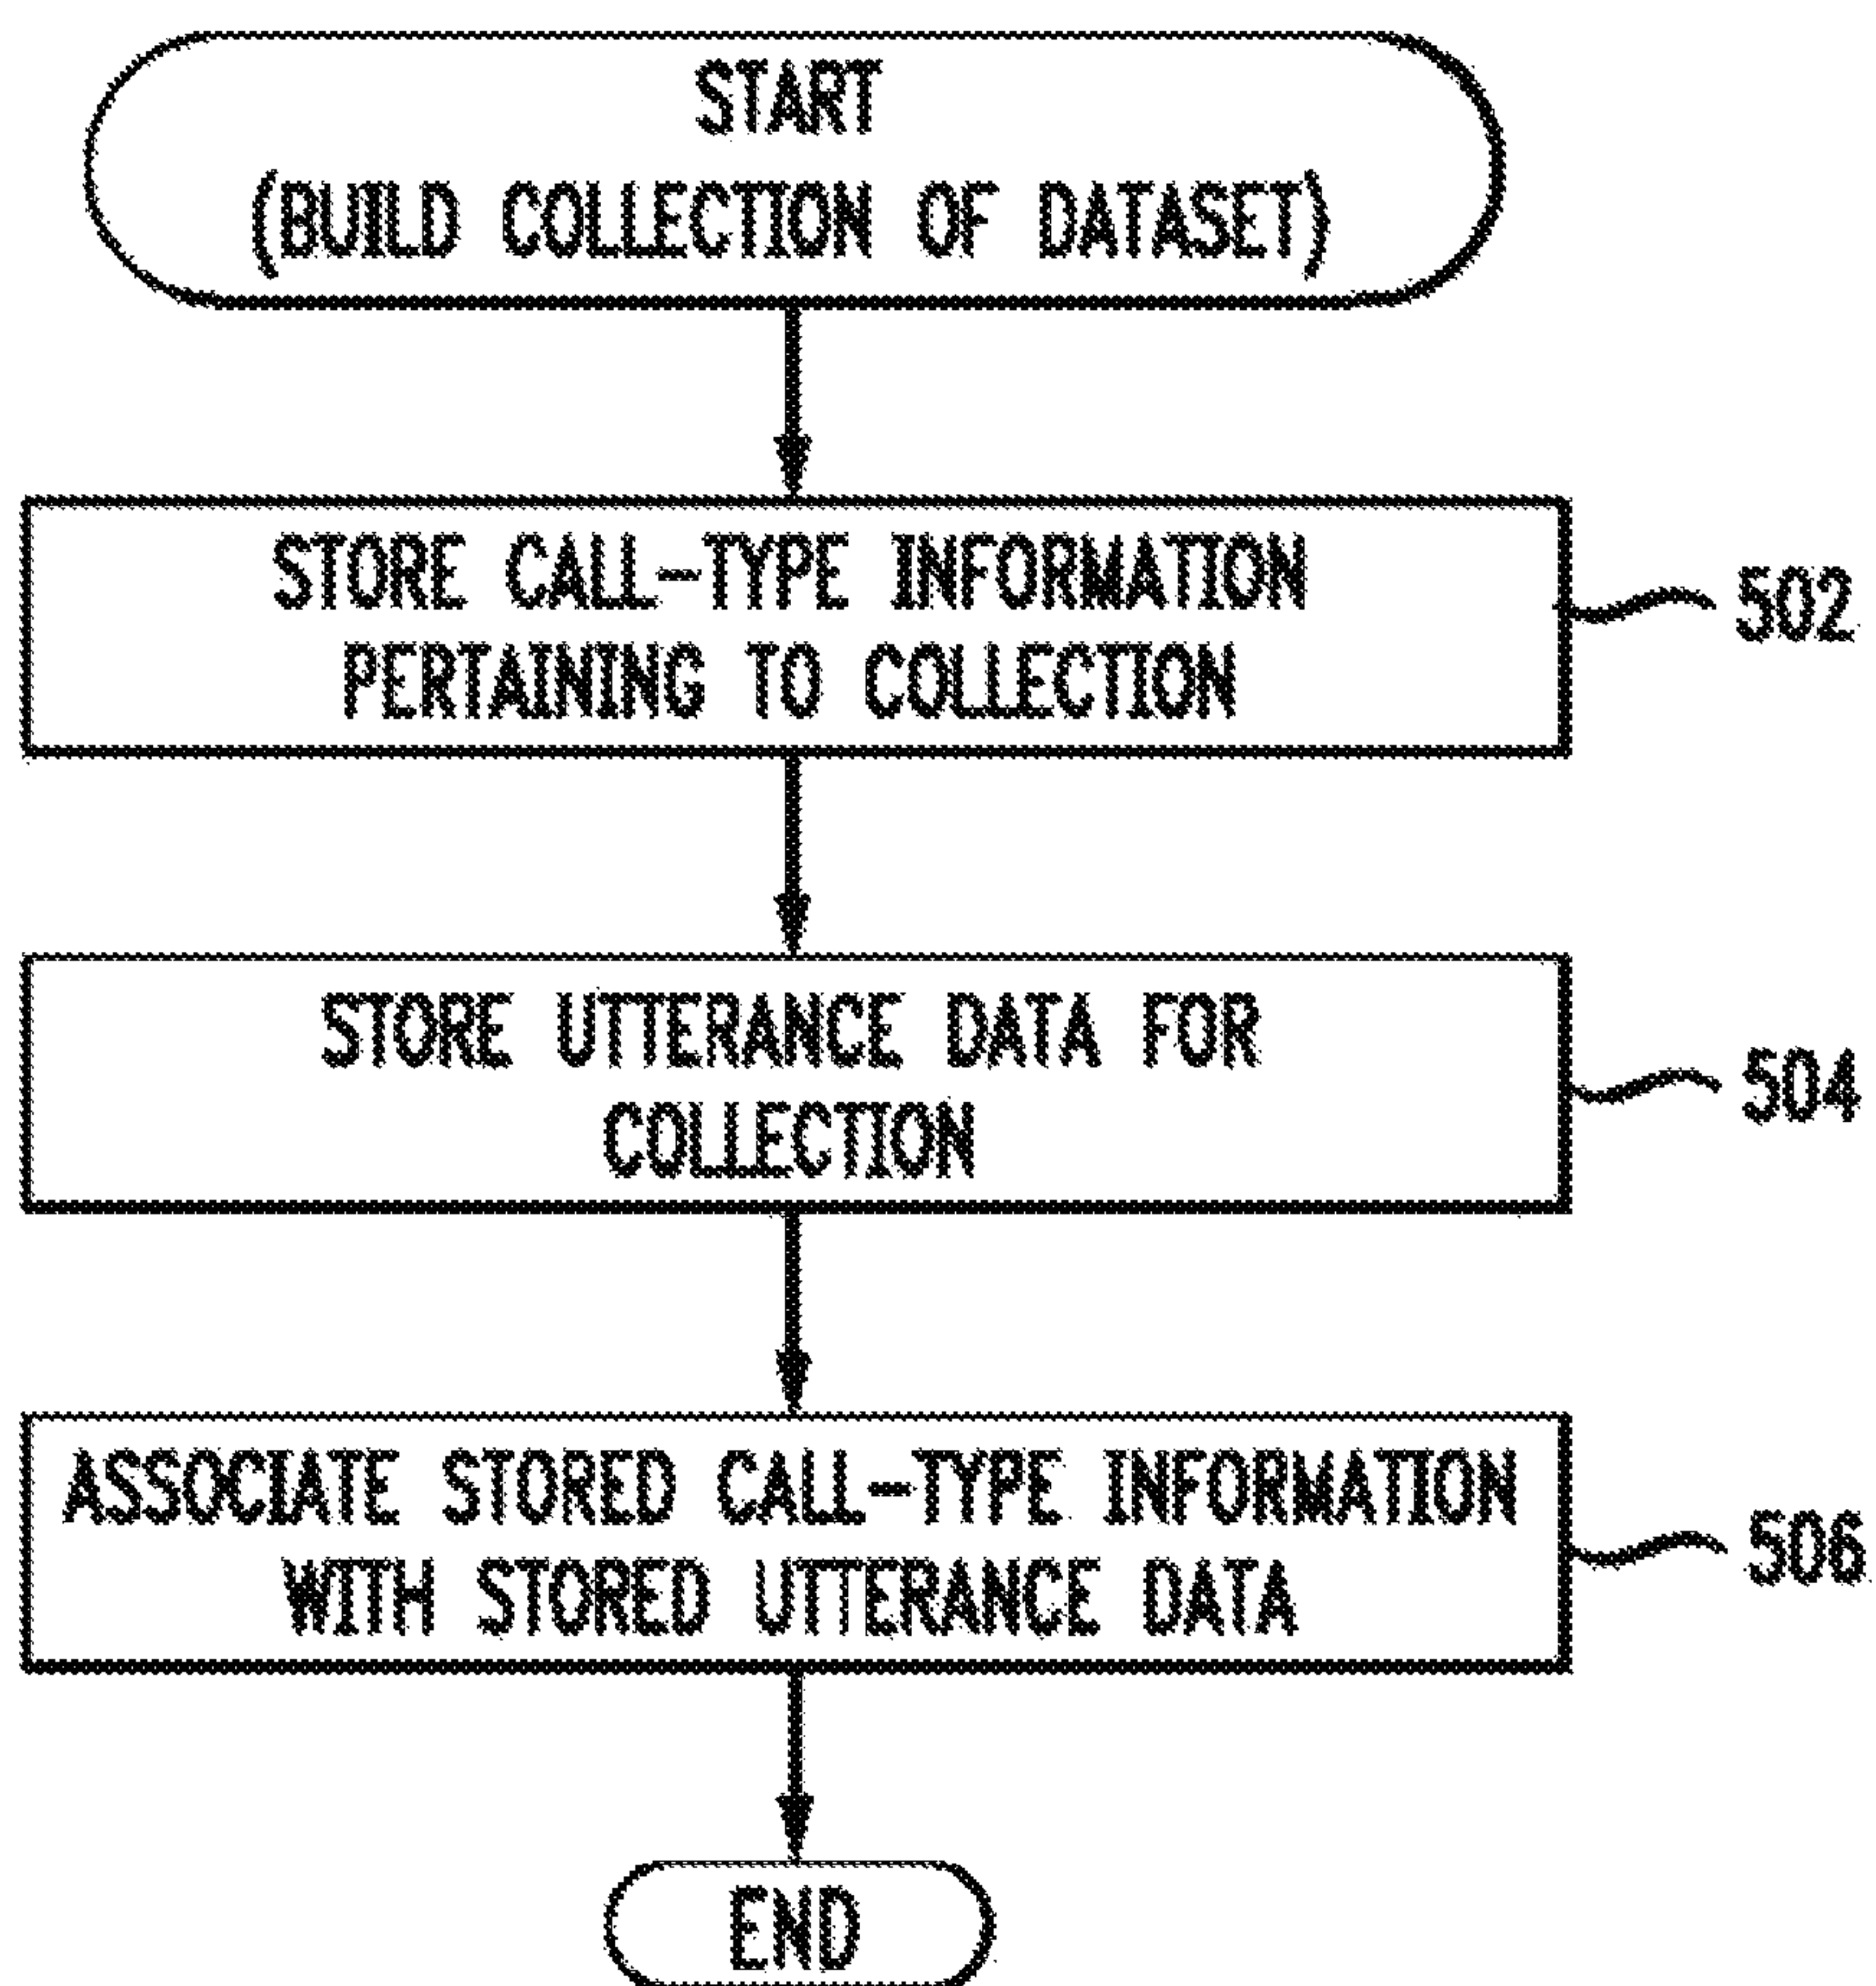 START
(BUILD COLLECTION OF DATASET)
STORE CALL-TYPE INFORMATION
PERTAINING TO COLLECTION
502
STORE UTTERANCE DATA FOR
COLLECTION
504
ASSOCIATE STORED CALL-TYPE INFORMATION
WITH STORED UTTERANCE DATA
506
END